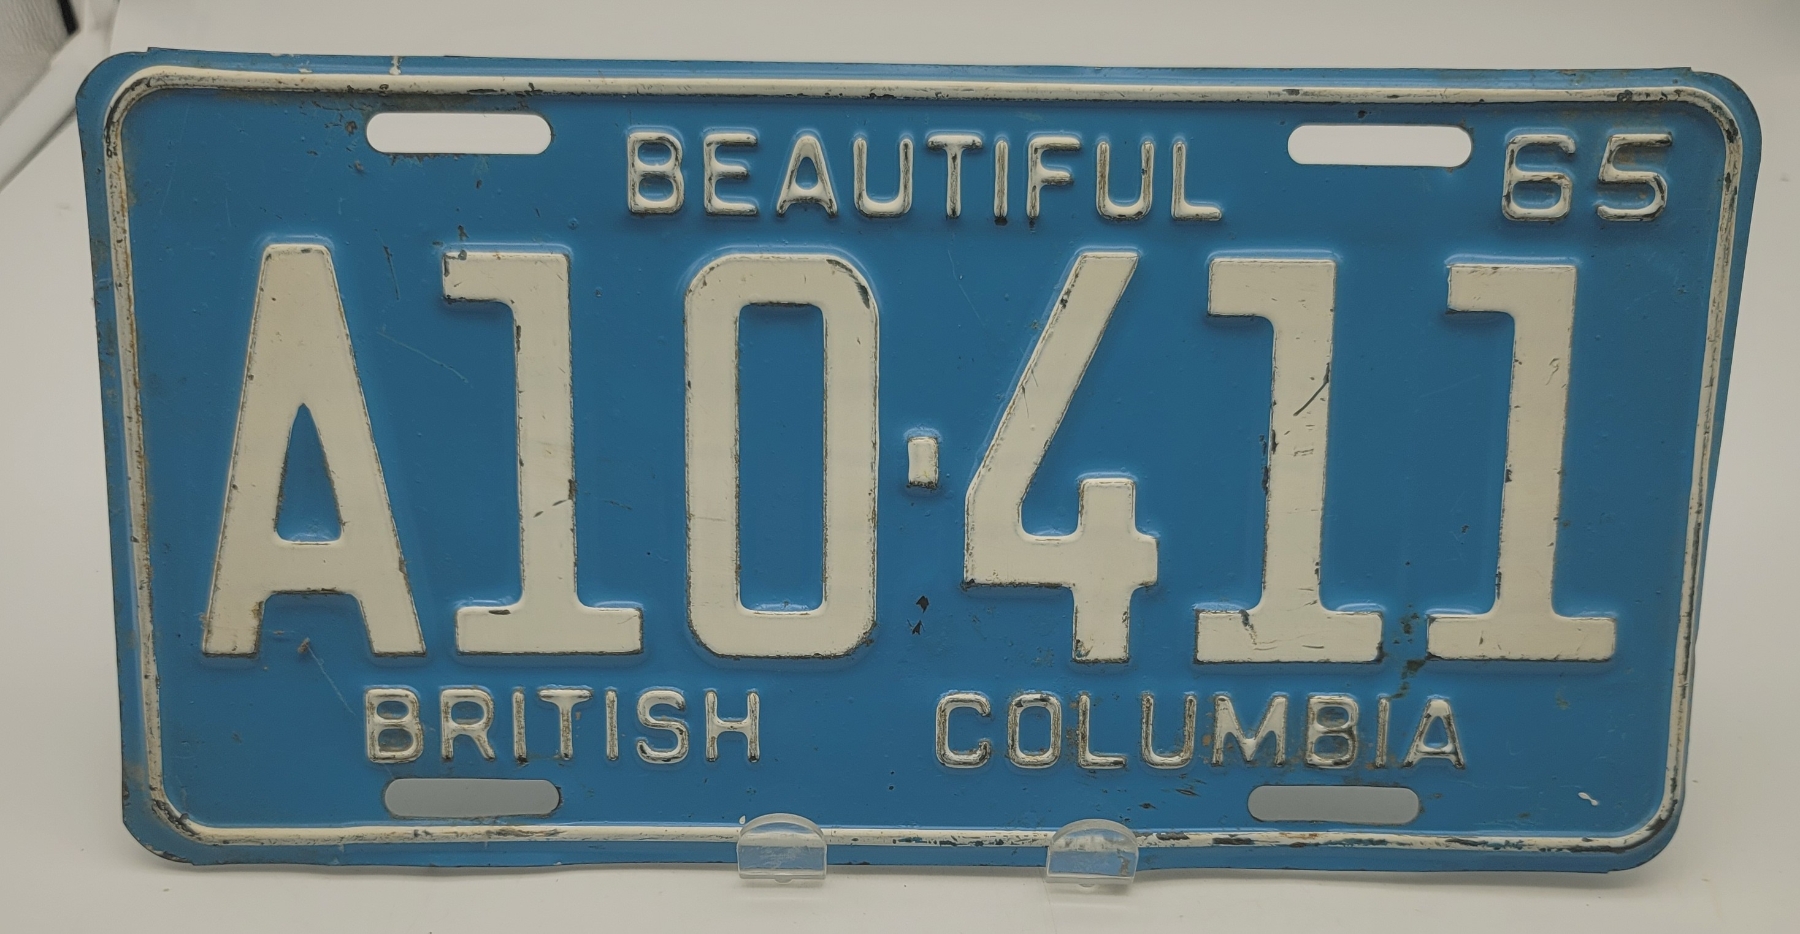 BEAUTIFUL 65
A10-411
BRITISH COLUMBIA